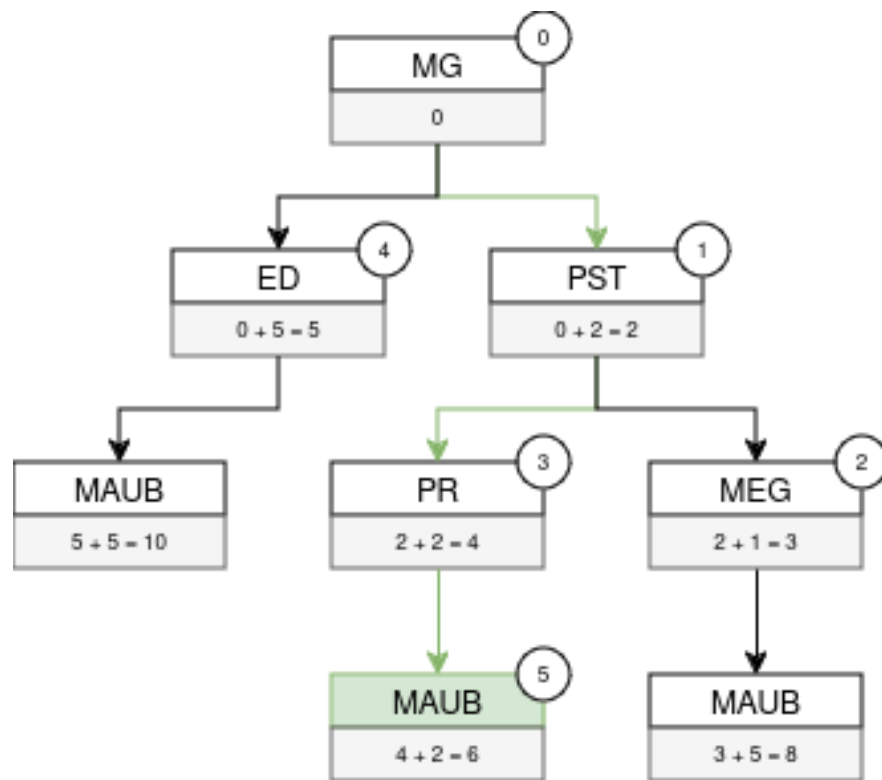 0
MG
0
4
ED
0 + 5 = 5
1
PST
0 + 2 = 2
MAUB
5 + 5 = 10
3
PR
2 + 2 = 4
2
MEG
2 + 1 = 3
5
MAUB
4 + 2 = 6
MAUB
3 + 5 = 8